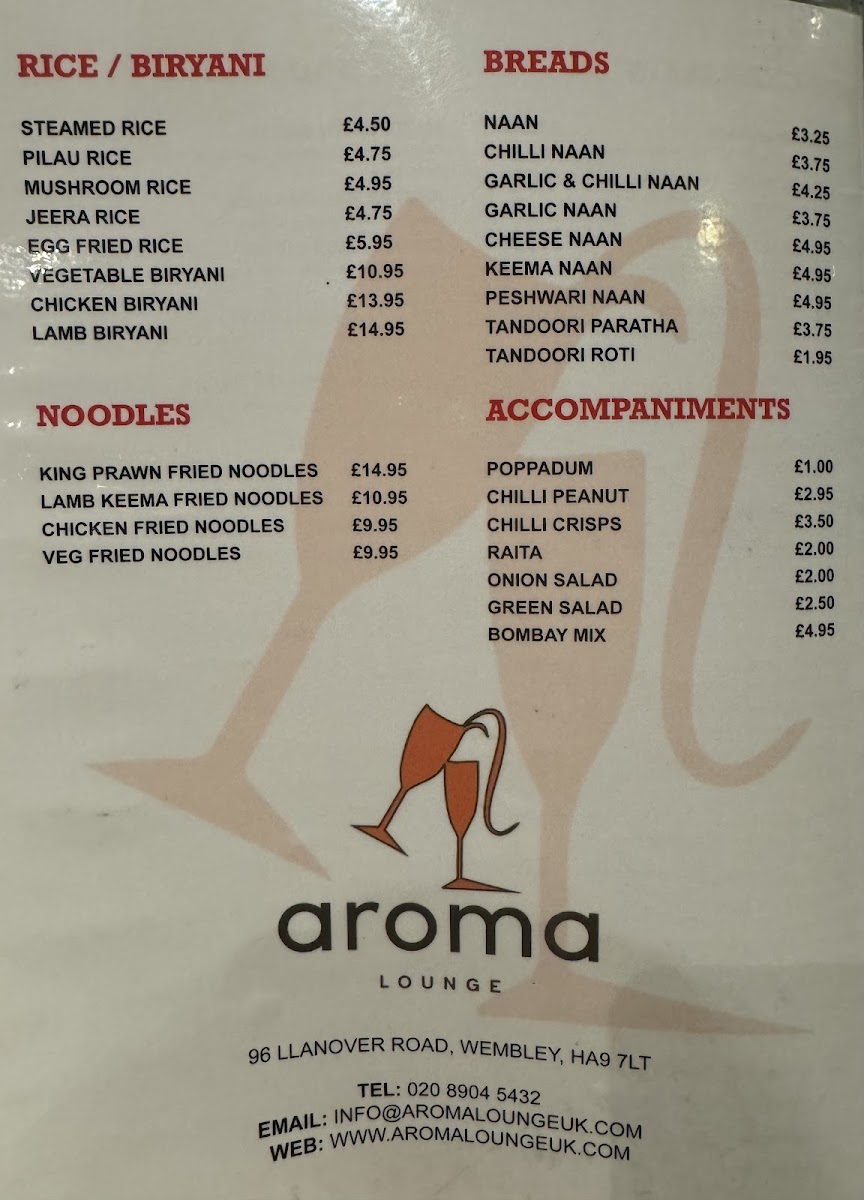 RICE / BIRYANI
STEAMED RICE £4.50
PILAU RICE £4.75
MUSHROOM RICE £4.95
JEERA RICE £4.75
EGG FRIED RICE £5.95
VEGETABLE BIRYANI £10.95
CHICKEN BIRYANI £13.95
LAMB BIRYANI £14.95
NOODLES
KING PRAWN FRIED NOODLES £14.95
LAMB KEEMA FRIED NOODLES £10.95
CHICKEN FRIED NOODLES £9.95
VEG FRIED NOODLES £9.95
BREADS
NAAN £3.25
CHILLI NAAN £3.75
GARLIC & CHILLI NAAN £4.25
GARLIC NAAN £3.75
CHEESE NAAN £4.95
KEEMA NAAN £4.95
PESHWARI NAAN £4.95
TANDOORI PARATHA £3.75
TANDOORI ROTI £1.95
ACCOMPANIMENTS
POPPADUM £1.00
CHILLI PEANUT £2.95
CHILLI CRISPS £3.50
RAITA £2.00
ONION SALAD £2.00
GREEN SALAD £2.50
BOMBAY MIX £4.95
aroma
LOUNGE
96 LLANOVER ROAD, WEMBLEY, HA9 7LT
TEL: 020 8904 5432
EMAIL: INFO@AROMALOUNGEUK.COM
WEB: WWW.AROMALOUNGEUK.COM